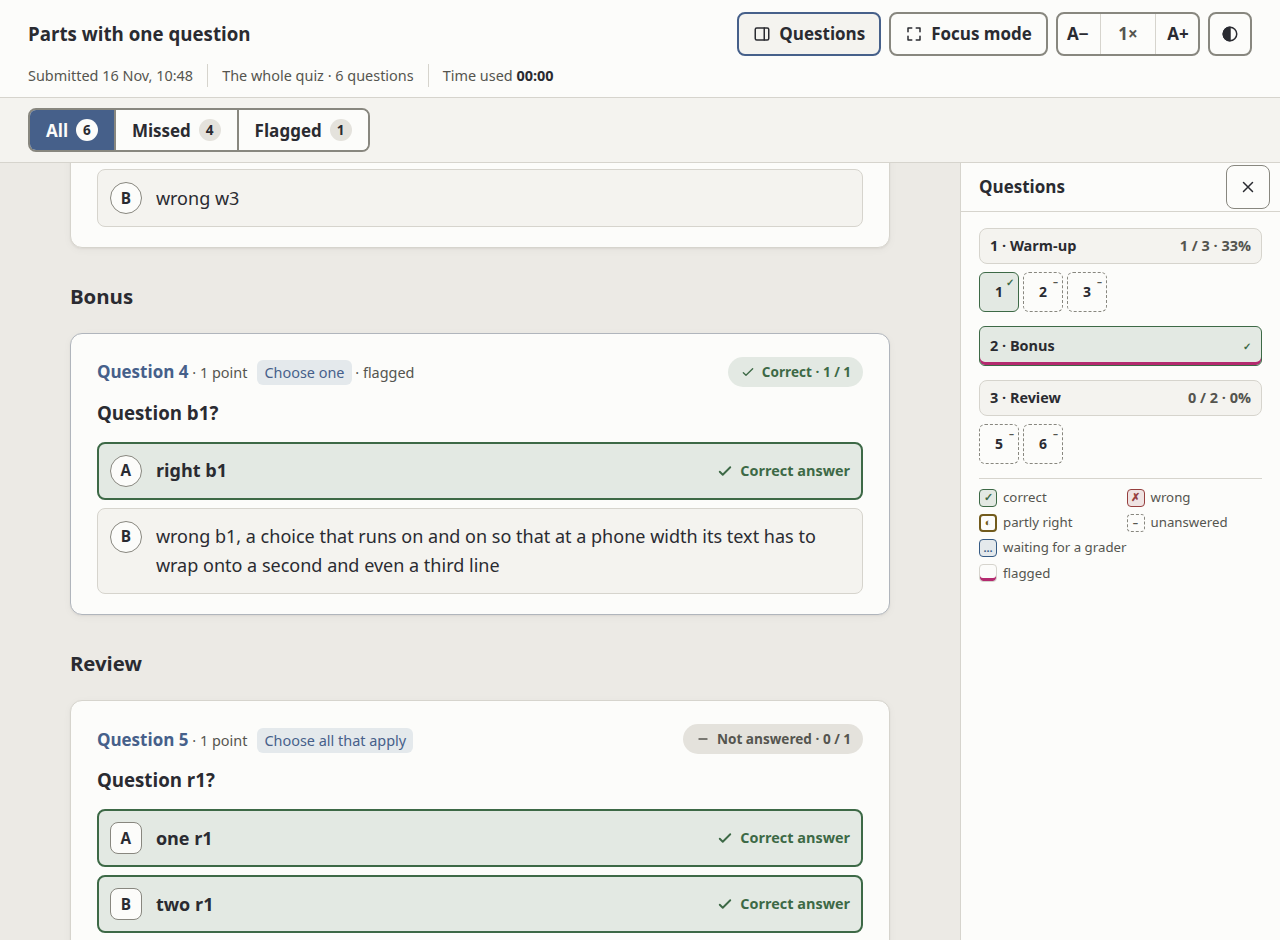 Parts with one question
Questions
Focus mode
A−
1×
A+
Submitted 16 Nov, 10:48
The whole quiz · 6 questions
Time used 00:00
All 6
Missed 4
Flagged 1
B wrong w3
Bonus
Question 4 · 1 point Choose one · flagged
✓ Correct · 1 / 1
Question b1?
A right b1 ✓ Correct answer
B wrong b1, a choice that runs on and on so that at a phone width its text has to
wrap onto a second and even a third line
Review
Question 5 · 1 point Choose all that apply
– Not answered · 0 / 1
Question r1?
A one r1 ✓ Correct answer
B two r1 ✓ Correct answer
Questions
1 · Warm-up 1 / 3 · 33%
1 ✓ 2 – 3 –
2 · Bonus ✓
3 · Review 0 / 2 · 0%
5 – 6 –
✓ correct
✗ wrong
partly right
– unanswered
… waiting for a grader
flagged